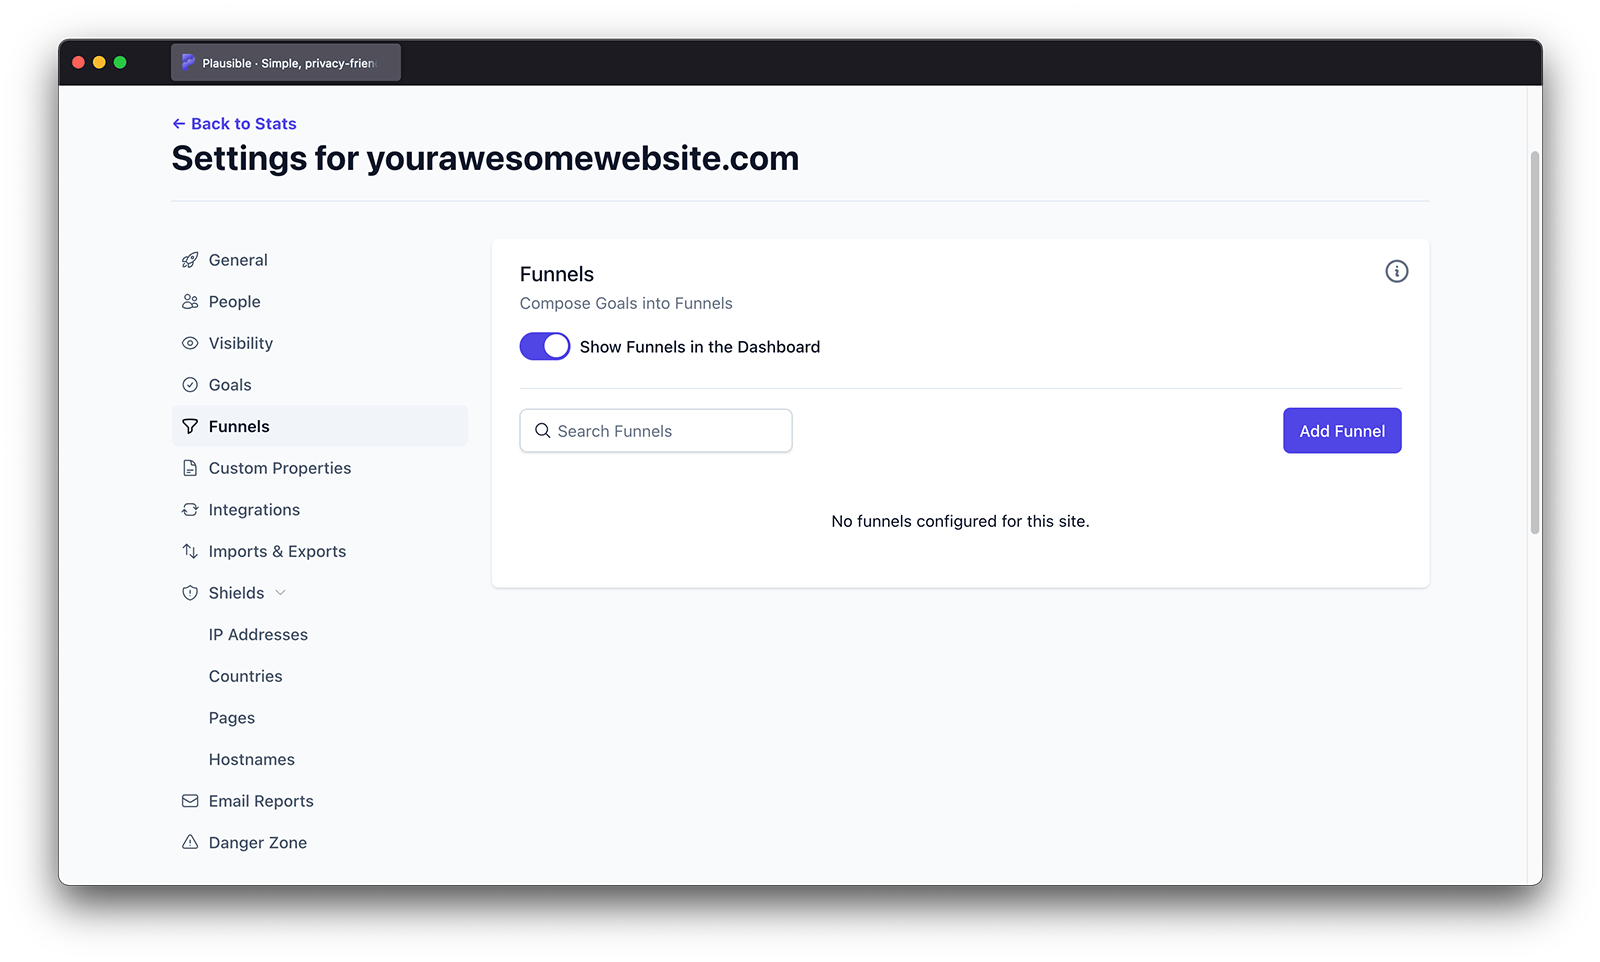 Plausible · Simple, privacy-frien
← Back to Stats
Settings for yourawesomewebsite.com
General
People
Visibility
Goals
Funnels
Custom Properties
Integrations
Imports & Exports
Shields
IP Addresses
Countries
Pages
Hostnames
Email Reports
Danger Zone
Funnels
Compose Goals into Funnels
Show Funnels in the Dashboard
Search Funnels
Add Funnel
No funnels configured for this site.